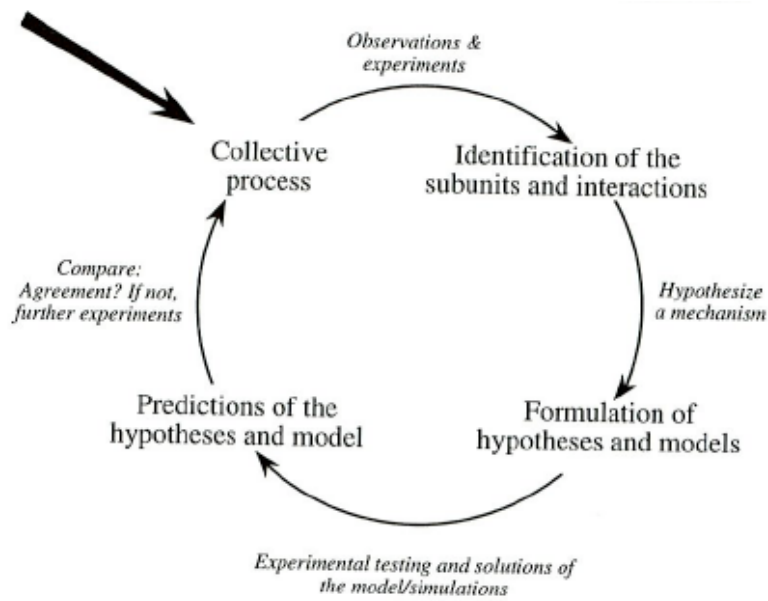 Observations &
experiments
Collective
process
Identification of the
subunits and interactions
Compare:
Agreement? If not,
further experiments
Hypothesize
a mechanism
Predictions of the
hypotheses and model
Formulation of
hypotheses and models
Experimental testing and solutions of
the model/simulations